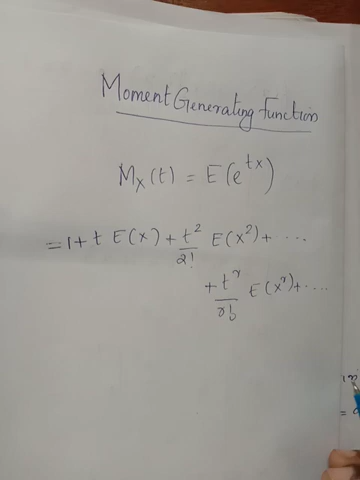 Moment Generating Function
Mx(t) = E(e^tx)
= 1 + t E(x) + t²/2! E(x²) + ...
+ t^r/r! E(x^r) + ....